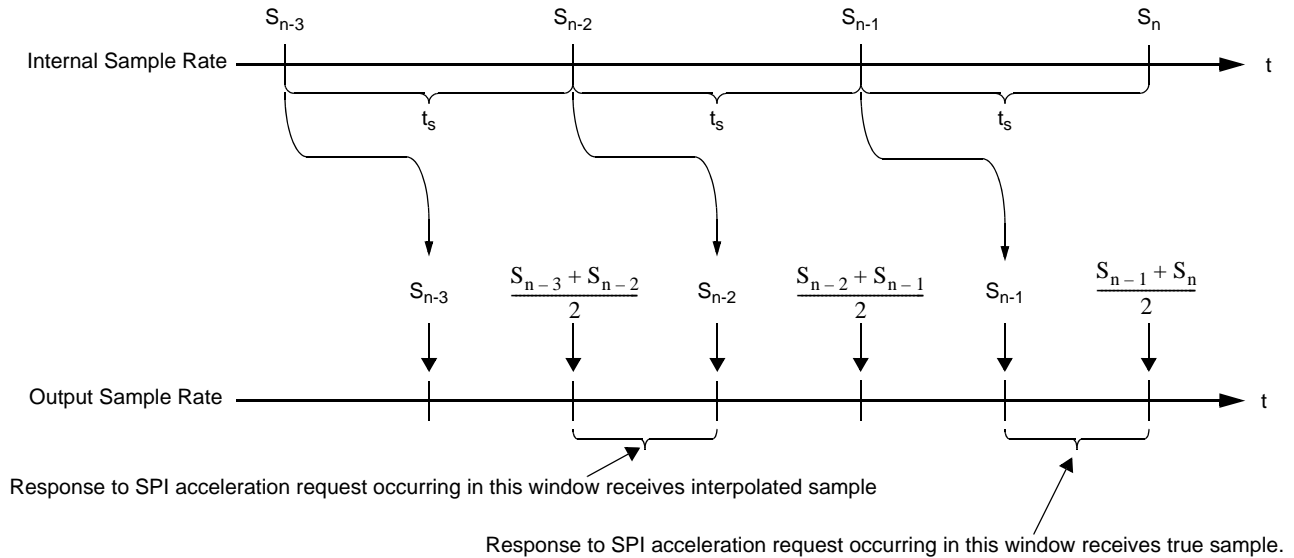 S_{n-3} S_{n-2} S_{n-1} S_n
Internal Sample Rate t
t_s t_s t_s
S_{n-3} \frac{S_{n-3} + S_{n-2}}{2} S_{n-2} \frac{S_{n-2} + S_{n-1}}{2} S_{n-1} \frac{S_{n-1} + S_n}{2}
Output Sample Rate t
Response to SPI acceleration request occurring in this window receives interpolated sample
Response to SPI acceleration request occurring in this window receives true sample.